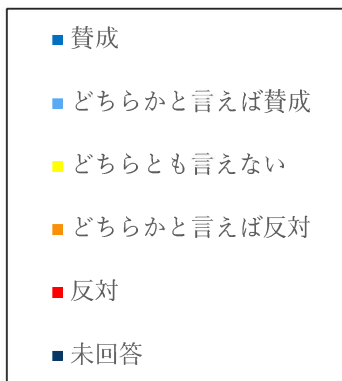 賛成
どちらかと言えば賛成
どちらとも言えない
どちらかと言えば反対
反対
未回答